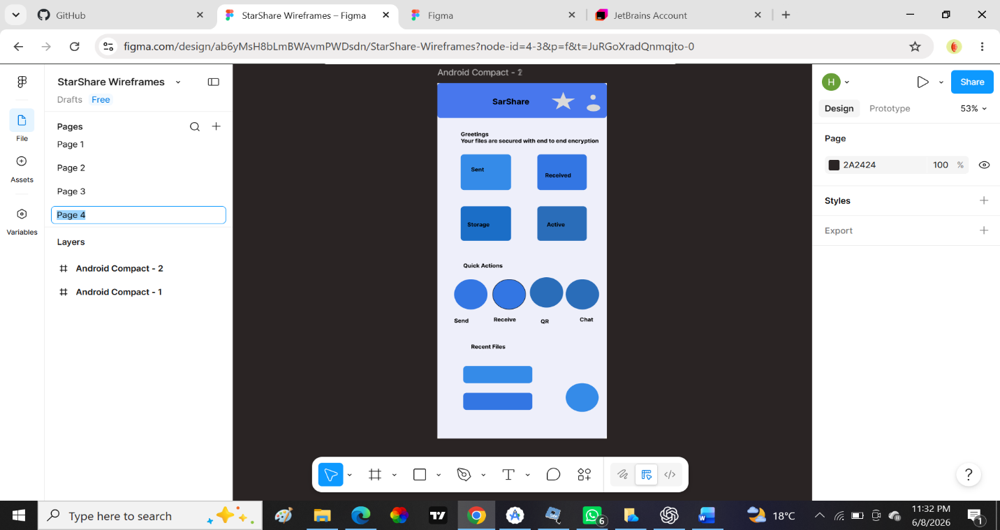 GitHub
StarShare Wireframes – Figma
Figma
JetBrains Account
figma.com/design/ab6yMsH8bLmBWAvmPWDsdn/StarShare-Wireframes?node-id=4-3&p=f&t=JuRGoXradQnmqjto-0
File
Assets
Variables
StarShare Wireframes
Drafts Free
Pages
Page 1
Page 2
Page 3
Page 4
Layers
Android Compact - 2
Android Compact - 1
Android Compact -
SarShare
Greetings
Your files are secured with end to end encryption
Sent
Received
Storage
Active
Quick Actions
Send
Receive
QR
Chat
Recent Files
H
Share
Design Prototype 53%
Page
2A2424 100 %
Styles
Export
?
Type here to search
6
18°C
11:32 PM
6/8/2026
1